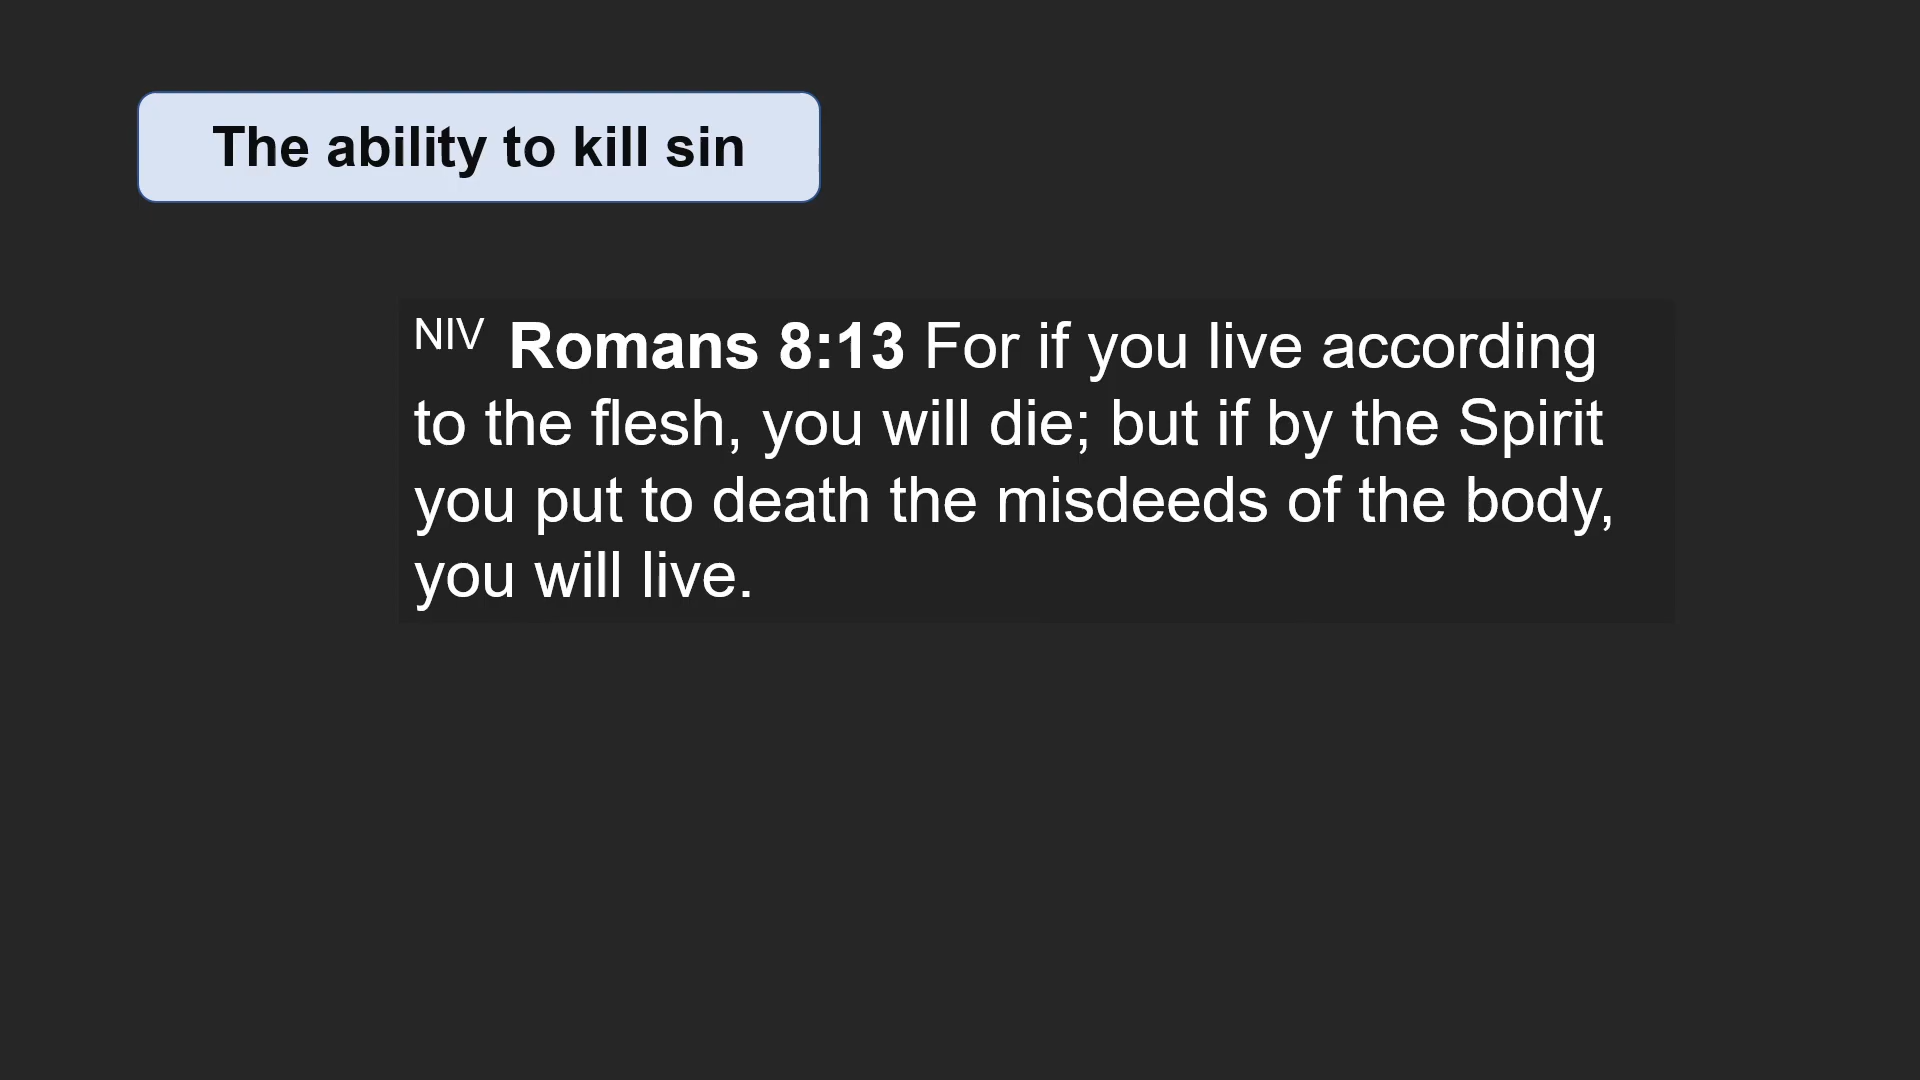 The ability to kill sin
NIV Romans 8:13 For if you live according
to the flesh, you will die; but if by the Spirit
you put to death the misdeeds of the body,
you will live.